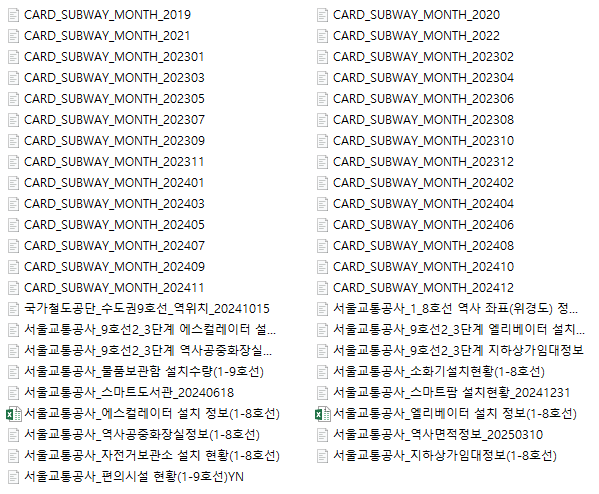 CARD_SUBWAY_MONTH_2019
CARD_SUBWAY_MONTH_2020
CARD_SUBWAY_MONTH_2021
CARD_SUBWAY_MONTH_2022
CARD_SUBWAY_MONTH_202301
CARD_SUBWAY_MONTH_202302
CARD_SUBWAY_MONTH_202303
CARD_SUBWAY_MONTH_202304
CARD_SUBWAY_MONTH_202305
CARD_SUBWAY_MONTH_202306
CARD_SUBWAY_MONTH_202307
CARD_SUBWAY_MONTH_202308
CARD_SUBWAY_MONTH_202309
CARD_SUBWAY_MONTH_202310
CARD_SUBWAY_MONTH_202311
CARD_SUBWAY_MONTH_202312
CARD_SUBWAY_MONTH_202401
CARD_SUBWAY_MONTH_202402
CARD_SUBWAY_MONTH_202403
CARD_SUBWAY_MONTH_202404
CARD_SUBWAY_MONTH_202405
CARD_SUBWAY_MONTH_202406
CARD_SUBWAY_MONTH_202407
CARD_SUBWAY_MONTH_202408
CARD_SUBWAY_MONTH_202409
CARD_SUBWAY_MONTH_202410
CARD_SUBWAY_MONTH_202411
CARD_SUBWAY_MONTH_202412
국가철도공단_수도권9호선_역위치_20241015
서울교통공사_1_8호선 역사 좌표(위경도) 정...
서울교통공사_9호선2_3단계 에스컬레이터 설...
서울교통공사_9호선2_3단계 엘리베이터 설치...
서울교통공사_9호선2_3단계 역사공중화장실...
서울교통공사_9호선2_3단계 지하상가임대정보
서울교통공사_물품보관함 설치수량(1-9호선)
서울교통공사_소화기설치현황(1-8호선)
서울교통공사_스마트도서관_20240618
서울교통공사_스마트팜 설치현황_20241231
서울교통공사_에스컬레이터 설치 정보(1-8호선)
서울교통공사_엘리베이터 설치 정보(1-8호선)
서울교통공사_역사공중화장실정보(1-8호선)
서울교통공사_역사면적정보_20250310
서울교통공사_자전거보관소 설치 현황(1-8호선)
서울교통공사_지하상가임대정보(1-8호선)
서울교통공사_편의시설 현황(1-9호선)YN